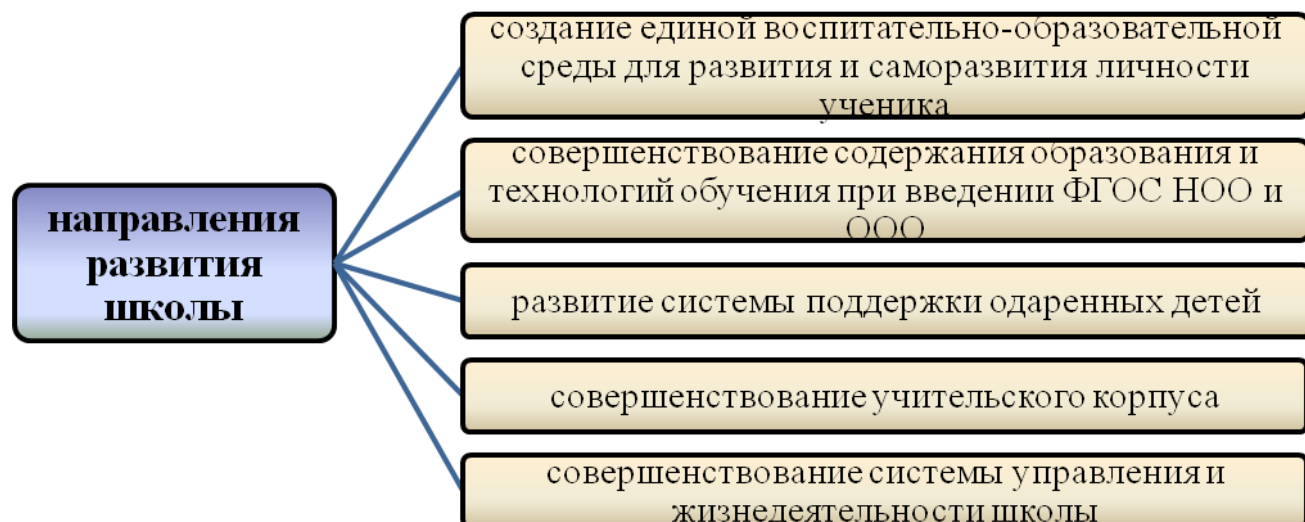 направления
развития
школы
создание единой воспитательно-образовательной
среды для развития и саморазвития личности
ученика
совершенствование содержания образования и
технологий обучения при введении ФГОС НОО и
ООО
развитие системы поддержки одаренных детей
совершенствование учительского корпуса
совершенствование системы управления и
жизнедеятельности школы